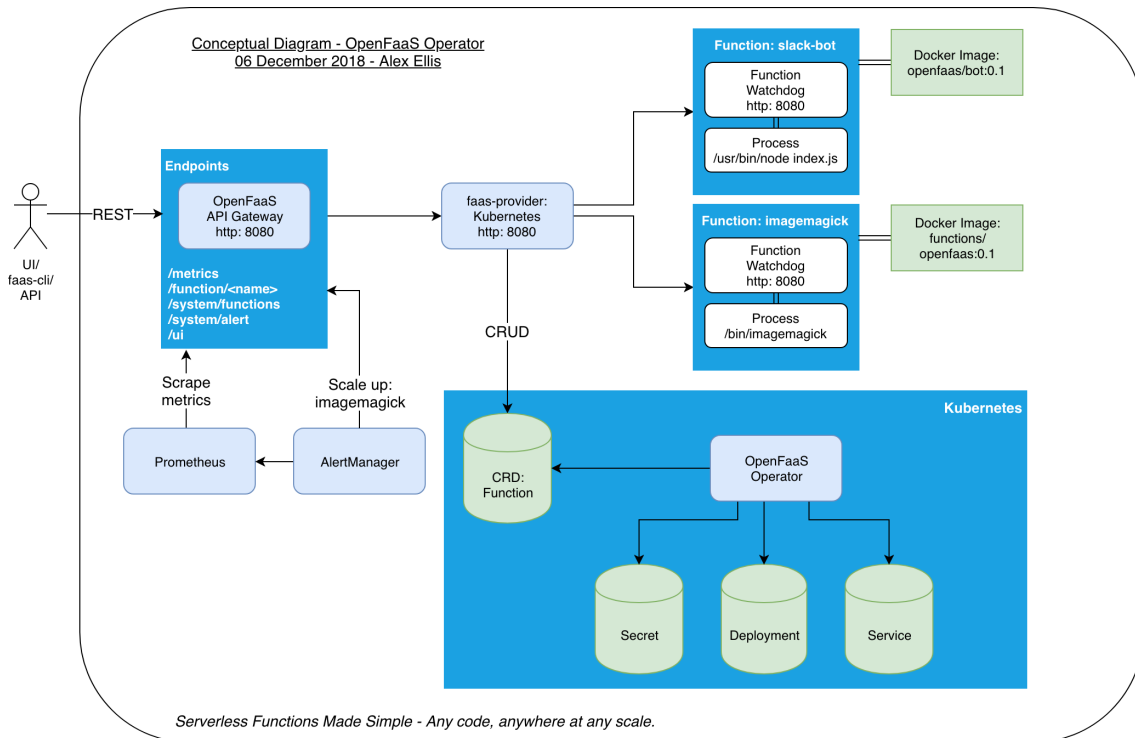 Conceptual Diagram - OpenFaaS Operator
06 December 2018 - Alex Ellis
UI/
faas-cli/
API
REST
Endpoints
OpenFaaS
API Gateway
http: 8080
/metrics
/function/<name>
/system/functions
/system/alert
/ui
faas-provider:
Kubernetes
http: 8080
Function: slack-bot
Function
Watchdog
http: 8080
Process
/usr/bin/node index.js
Docker Image:
openfaas/bot:0.1
Function: imagemagick
Function
Watchdog
http: 8080
Process
/bin/imagemagick
Docker Image:
functions/
openfaas:0.1
Scrape
metrics
Scale up:
imagemagick
Prometheus
AlertManager
CRUD
Kubernetes
CRD:
Function
OpenFaaS
Operator
Secret
Deployment
Service
Serverless Functions Made Simple - Any code, anywhere at any scale.